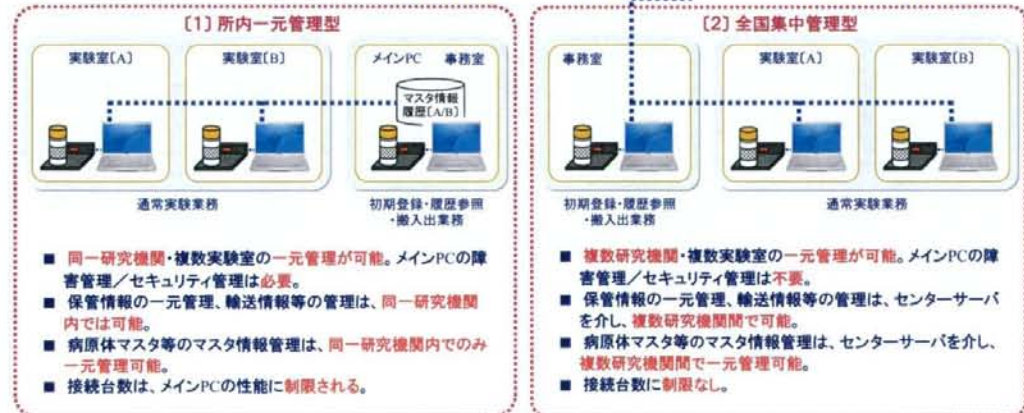 〔1〕所内一元管理型
実験室〔A〕
実験室〔B〕
メインPC 事務室
マスタ情報
履歴〔A/B〕
通常実験業務
初期登録・履歴参照
・搬入出業務
■ 同一研究機関・複数実験室の一元管理が可能。メインPCの障
害管理／セキュリティ管理は必要。
■ 保管情報の一元管理、輸送情報等の管理は、同一研究機関
内では可能。
■ 病原体マスタ等のマスタ情報管理は、同一研究機関内でのみ
一元管理可能。
■ 接続台数は、メインPCの性能に制限される。
〔2〕全国集中管理型
事務室
実験室〔A〕
実験室〔B〕
初期登録・履歴参照
・搬入出業務
通常実験業務
■ 複数研究機関・複数実験室の一元管理が可能。メインPCの障
害管理／セキュリティ管理は不要。
■ 保管情報の一元管理、輸送情報等の管理は、センターサーバ
を介し、複数研究機関間で可能。
■ 病原体マスタ等のマスタ情報管理は、センターサーバを介し、
複数研究機関間で一元管理可能。
■ 接続台数に制限なし。